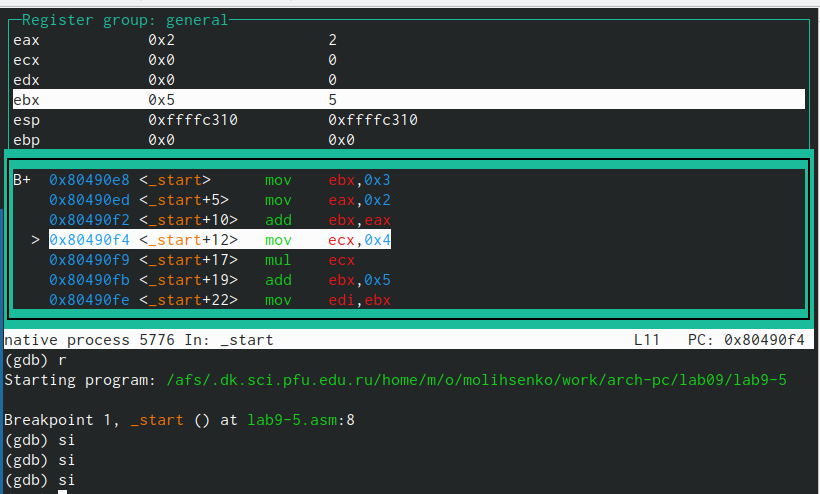 Register group: general
eax 0x2 2
ecx 0x0 0
edx 0x0 0
ebx 0x5 5
esp 0xffffc310 0xffffc310
ebp 0x0 0x0
B+ 0x80490e8 <_start> mov ebx,0x3
0x80490ed <_start+5> mov eax,0x2
0x80490f2 <_start+10> add ebx,eax
> 0x80490f4 <_start+12> mov ecx,0x4
0x80490f9 <_start+17> mul ecx
0x80490fb <_start+19> add ebx,0x5
0x80490fe <_start+22> mov edi,ebx
native process 5776 In: _start L11 PC: 0x80490f4
(gdb) r
Starting program: /afs/.dk.sci.pfu.edu.ru/home/m/o/molihsenko/work/arch-pc/lab09/lab9-5
Breakpoint 1, _start () at lab9-5.asm:8
(gdb) si
(gdb) si
(gdb) si